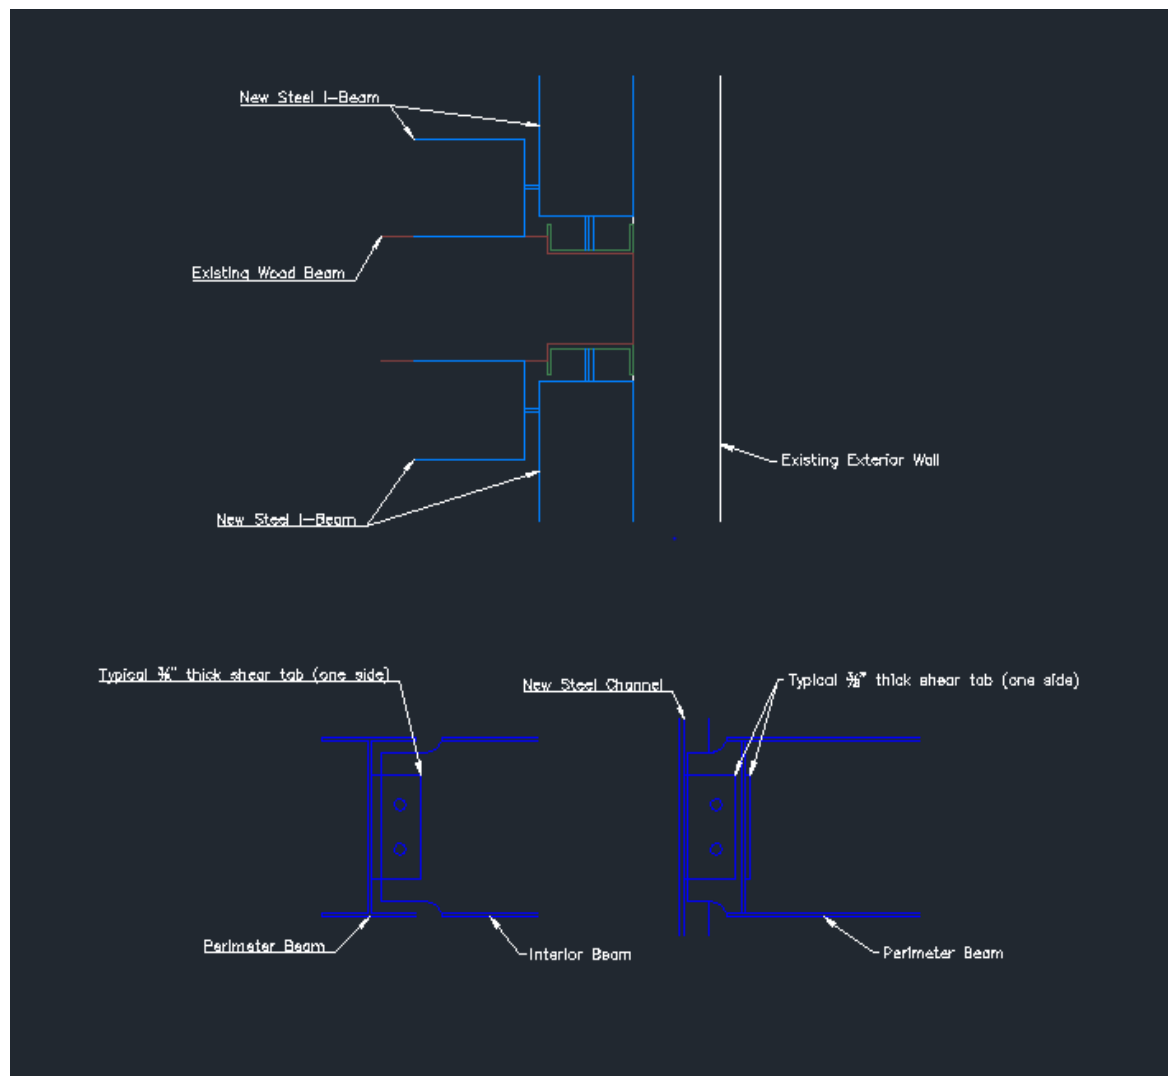 New Steel I-Beam
Existing Wood Beam
Existing Exterior Wall
New Steel I-Beam
Typical ⅜" thick shear tab (one side)
New Steel Channel
Typical ⅜" thick shear tab (one side)
Perimeter Beam
Interior Beam
Perimeter Beam